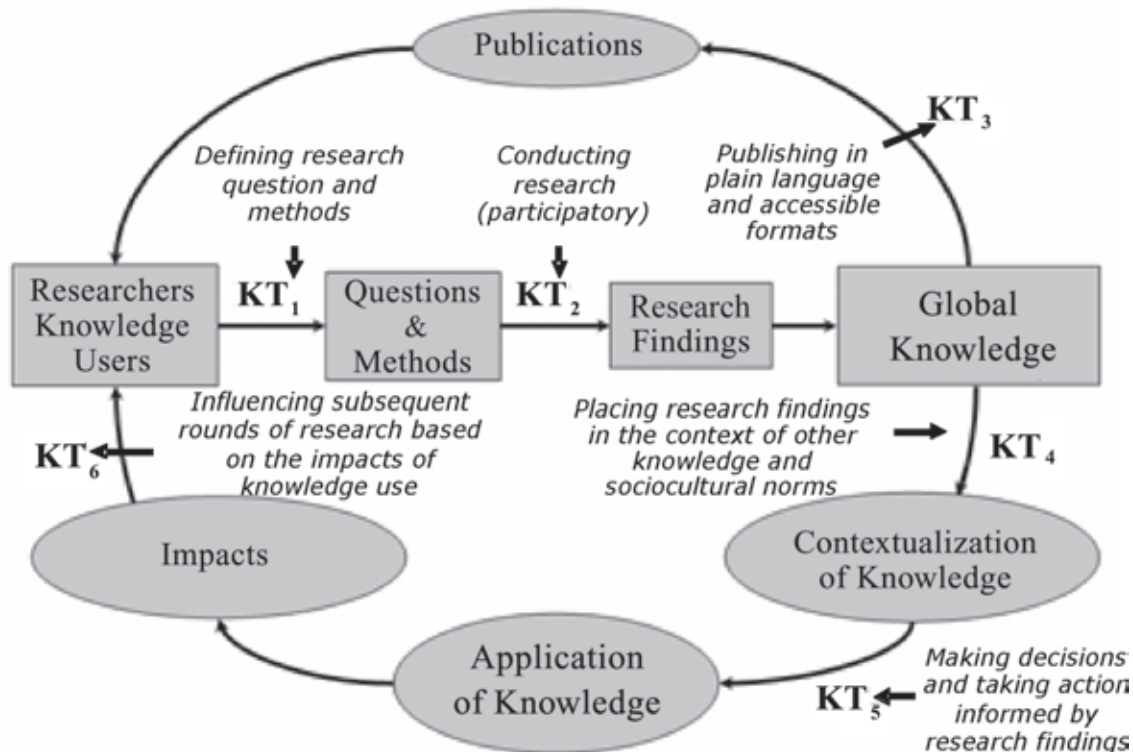 Publications
KT3
Defining research
question and
methods
Conducting
research
(participatory)
Publishing in
plain language
and accessible
formats
Researchers
Knowledge
Users
KT1
Questions
&
Methods
KT2
Research
Findings
Global
Knowledge
Influencing subsequent
rounds of research based
on the impacts of
knowledge use
KT6
Placing research findings
in the context of other
knowledge and
sociocultural norms
KT4
Impacts
Contextualization
of Knowledge
Application
of Knowledge
KT5
Making decisions
and taking action
informed by
research findings